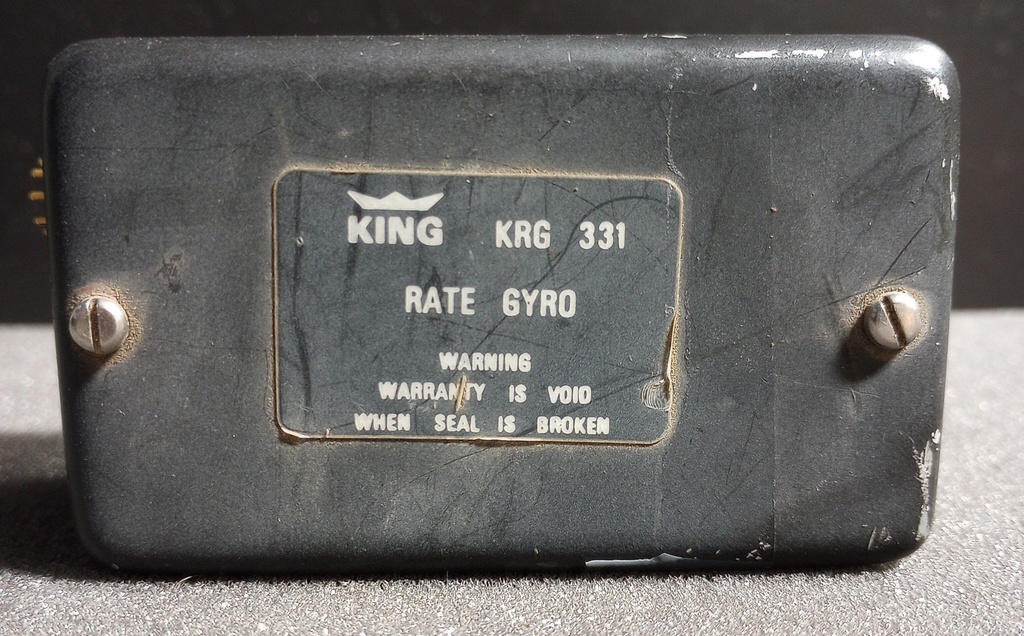 KING KRG 331
RATE GYRO
WARNING
WARRANTY IS VOID
WHEN SEAL IS BROKEN